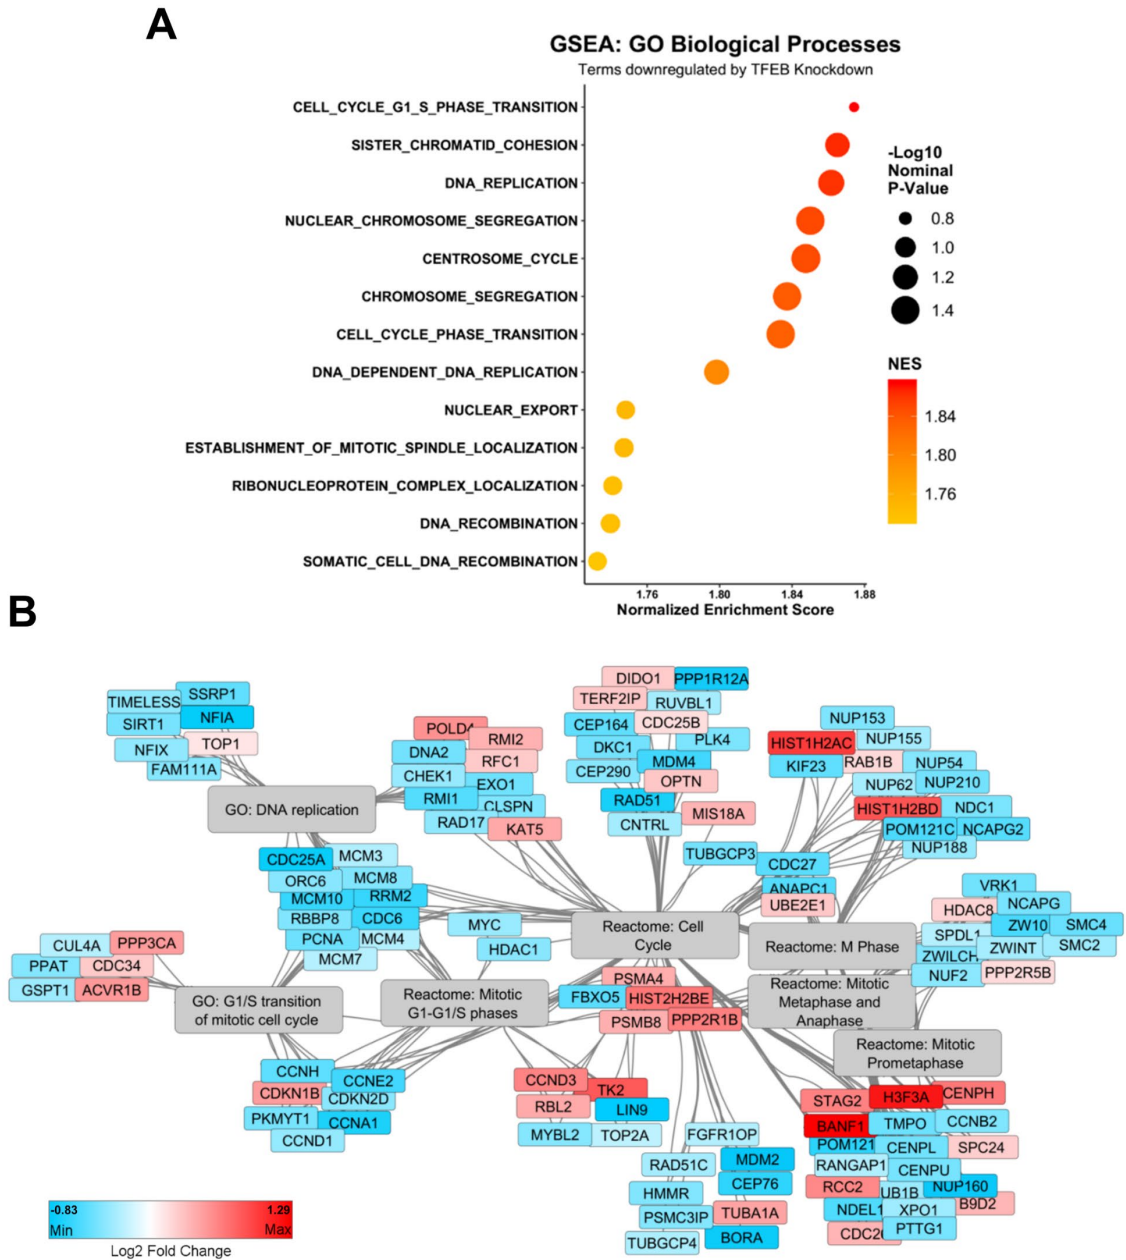 A
GSEA: GO Biological Processes
Terms downregulated by TFEB Knockdown
CELL_CYCLE_G1_S_PHASE_TRANSITION
SISTER_CHROMATID_COHESION
DNA_REPLICATION
NUCLEAR_CHROMOSOME_SEGREGATION
CENTROSOME_CYCLE
CHROMOSOME_SEGREGATION
CELL_CYCLE_PHASE_TRANSITION
DNA_DEPENDENT_DNA_REPLICATION
NUCLEAR_EXPORT
ESTABLISHMENT_OF_MITOTIC_SPINDLE_LOCALIZATION
RIBONUCLEOPROTEIN_COMPLEX_LOCALIZATION
DNA_RECOMBINATION
SOMATIC_CELL_DNA_RECOMBINATION
1.76 1.80 1.84 1.88
Normalized Enrichment Score
-Log10
Nominal
P-Value
0.8
1.0
1.2
1.4
NES
1.84
1.80
1.76
B
TIMELESS
SSRP1
SIRT1
NFIA
NFIX
TOP1
FAM111A
GO: DNA replication
POLD4
RMI2
DNA2
RFC1
CHEK1
EXO1
RMI1
CLSPN
RAD17
KAT5
DIDO1
PPP1R12A
TERF2IP
RUVBL1
CEP164
CDC25B
DKC1
PLK4
MDM4
CEP290
OPTN
RAD51
CNTRL
MIS18A
TUBGCP3
NUP153
HIST1H2AC
NUP155
KIF23
RAB1B
NUP54
NUP62
NUP210
HIST1H2BD
NDC1
POM121C
NCAPG2
NUP188
CDC27
ANAPC1
UBE2E1
CDC25A
MCM3
ORC6
MCM8
MCM10
RRM2
RBBP8
CDC6
PCNA
MCM4
MCM7
MYC
HDAC1
Reactome: Cell
Cycle
Reactome: M Phase
VRK1
HDAC8
NCAPG
SPDL1
ZW10
SMC4
ZWILCH
ZWINT
SMC2
NUF2
PPP2R5B
CUL4A
PPP3CA
PPAT
CDC34
GSPT1
ACVR1B
GO: G1/S transition
of mitotic cell cycle
Reactome: Mitotic
G1-G1/S phases
PSMA4
FBXO5
HIST2H2BE
PSMB8
PPP2R1B
Reactome: Mitotic
Metaphase and
Anaphase
Reactome: Mitotic
Prometaphase
CCNH
CCNE2
CDKN1B
CDKN2D
PKMYT1
CCNA1
CCND1
CCND3
TK2
RBL2
LIN9
MYBL2
TOP2A
FGFR1OP
RAD51C
MDM2
HMMR
CEP76
PSMC3IP
TUBA1A
TUBGCP4
BORA
STAG2
H3F3A
CENPH
BANF1
TMPO
CCNB2
POM121
CENPL
SPC24
RANGAP1
CENPU
RCC2
UB1B
NUP160
NDEL1
XPO1
B9D2
CDC20
PTTG1
-0.83 1.29
Min Max
Log2 Fold Change